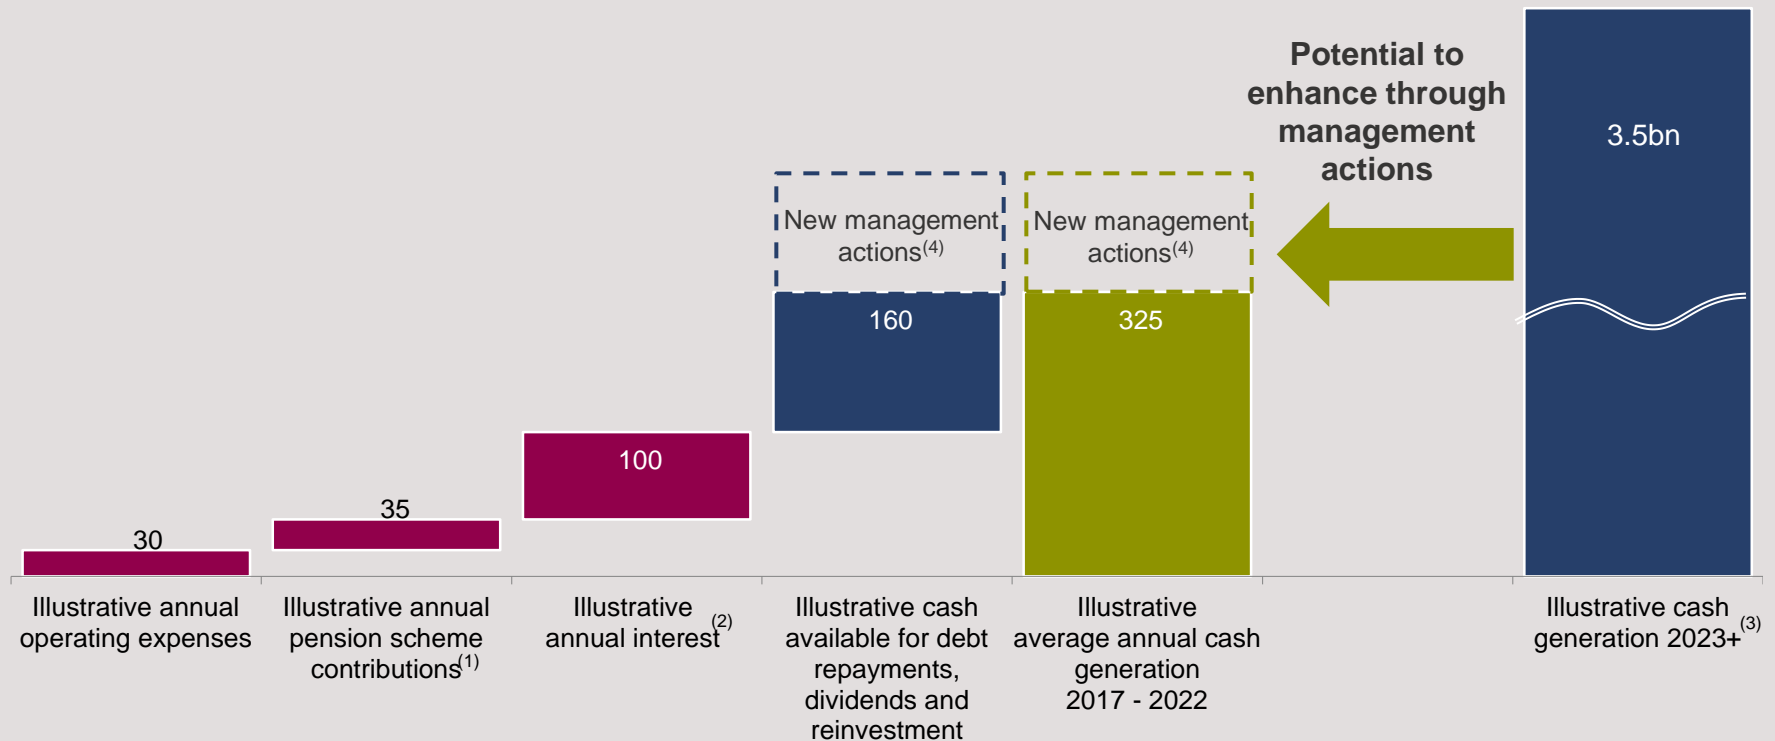 Potential to
enhance through
management
actions
3.5bn
New management
actions(4)
New management
actions(4)
160
325
100
35
30
Illustrative annual
operating expenses
Illustrative annual
pension scheme
contributions(1)
Illustrative
annual interest(2)
Illustrative cash
available for debt
repayments,
dividends and
reinvestment
Illustrative
average annual cash
generation
2017 - 2022
Illustrative cash
generation 2023+(3)